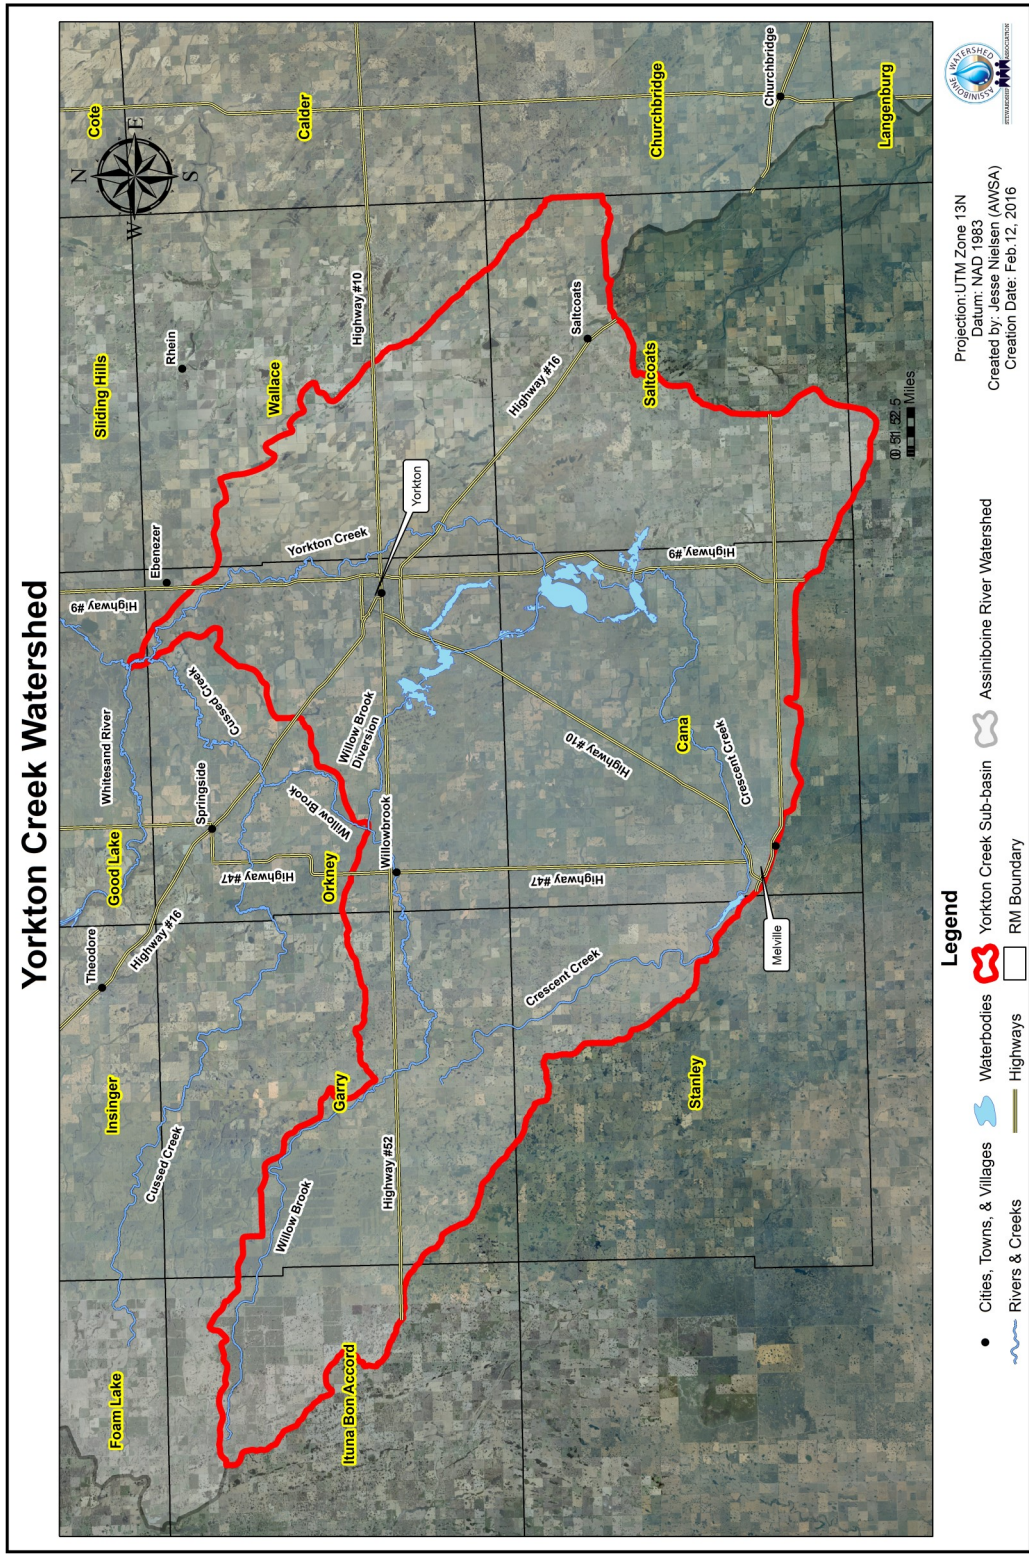 Yorkton Creek Watershed
N
E
S
W
Cote
Calder
Churchbridge
Churchbridge
Langenburg
Sliding Hills
Rhein
Wallace
Highway #10
Saltcoats
Highway #16
Saltcoats
Ebenezer
Highway #9
Yorkton Creek
Yorkton
Highway #9
Whitesand River
Cussed Creek
Springside
Willow Brook
Diversion
Willow Brook
Willowbrook
Highway #10
Cana
Crescent Creek
Good Lake
Highway #47
Orkney
Highway #47
Theodore
Highway #16
Crescent Creek
Melville
Insinger
Cussed Creek
Garry
Willow Brook
Highway #52
Stanley
Foam Lake
Ituna Bon Accord
Miles
Legend
Cities, Towns, & Villages
Rivers & Creeks
Waterbodies
Highways
Yorkton Creek Sub-basin
RM Boundary
Assiniboine River Watershed
Projection:UTM Zone 13N
Datum: NAD 1983
Created by: Jesse Nielsen (AWSA)
Creation Date: Feb.12, 2016
ASSINIBOINE WATERSHED
STEWARDSHIP ASSOCIATION